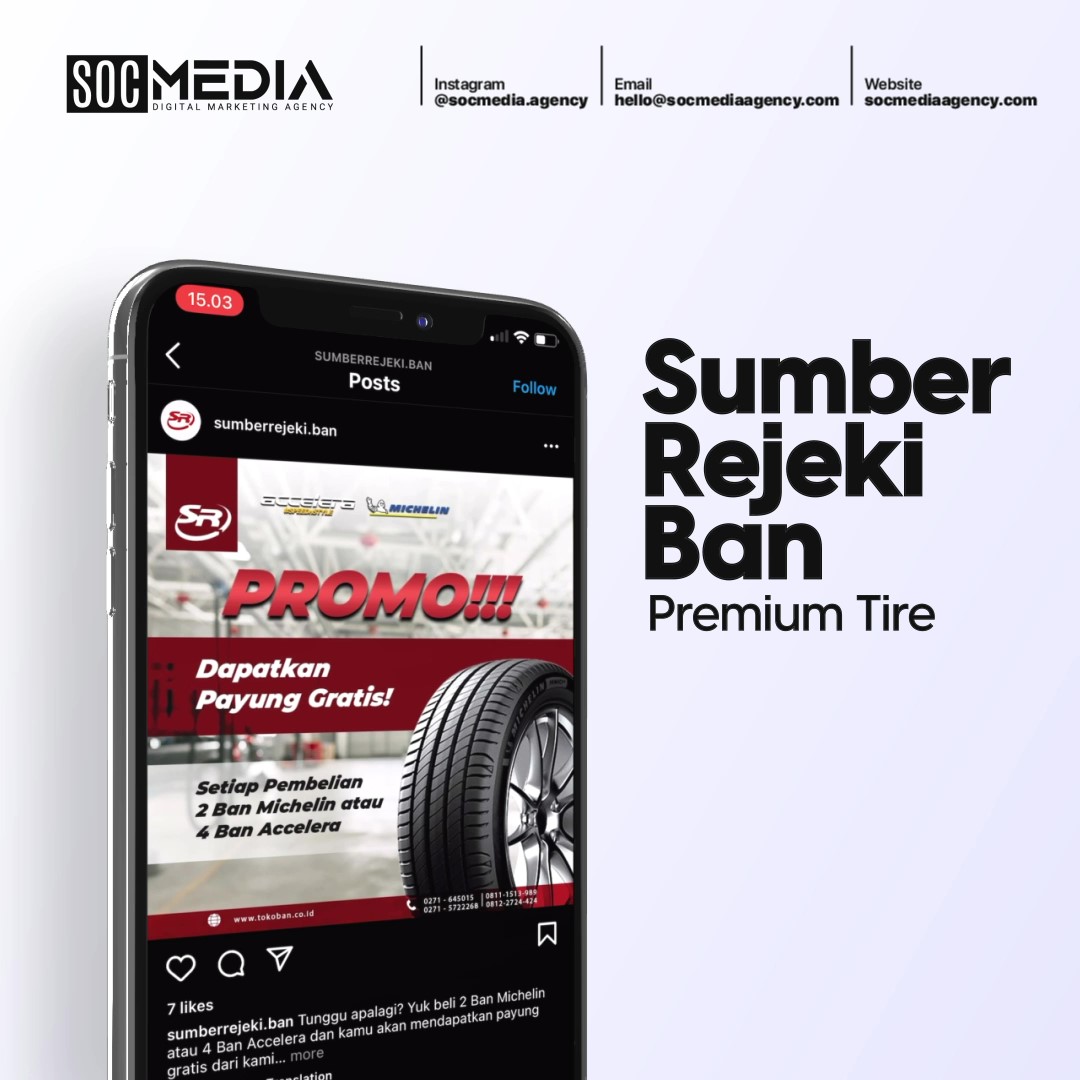 SOCMEDIA
DIGITAL MARKETING AGENCY
Instagram
@socmedia.agency
Email
hello@socmediaagency.com
Website
socmediaagency.com
15.03
SUMBERREJEKI.BAN
Posts
Follow
SR
sumberrejeki.ban
SR
accelera
MICHELIN
PROMO!!!
Dapatkan
Payung Gratis!
MICHELIN
Setiap Pembelian
2 Ban Michelin atau
4 Ban Accelera
www.tokoban.co.id
0271 - 645015 | 0811-1513-989
0271 - 5722268 | 0812-2724-424
7 likes
sumberrejeki.ban Tunggu apalagi? Yuk beli 2 Ban Michelin
atau 4 Ban Accelera dan kamu akan mendapatkan payung
gratis dari kami... more
Sumber
Rejeki
Ban
Premium Tire